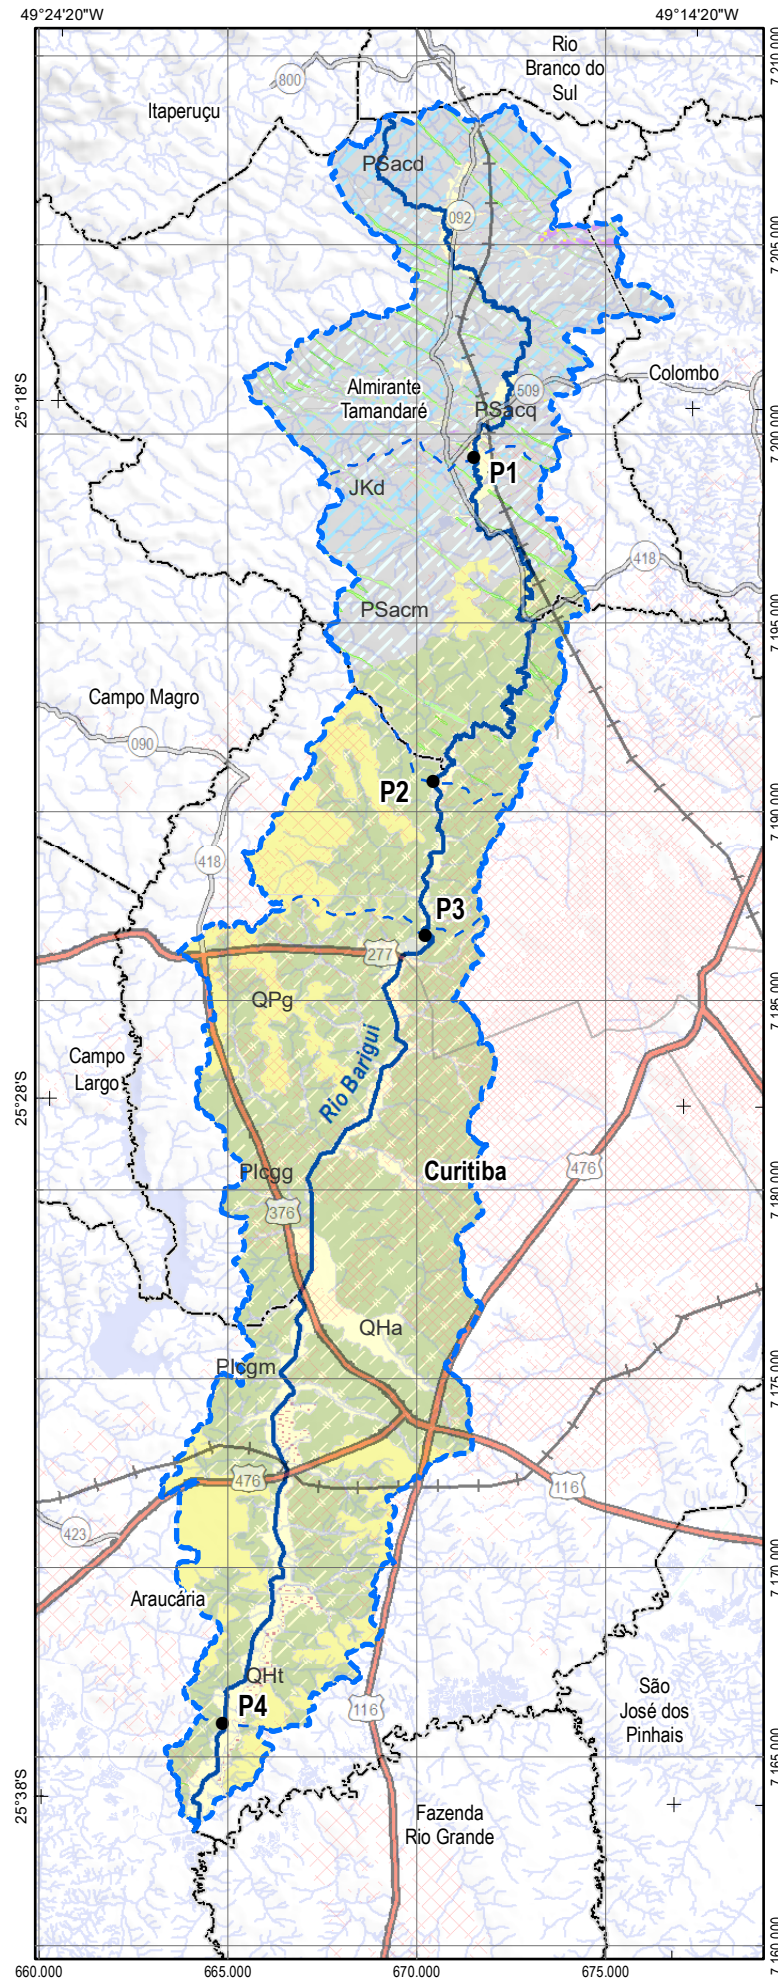 49°24'20"W
49°14'20"W
7.210.000
Rio
Branco do
Sul
800
Itaperuçu
PSacd
092
7.205.000
Colombo
509
Almirante
Tamandaré
25°18'S
PSacq
7.200.000
P1
JKd
418
PSacm
7.195.000
Campo Magro
090
P2
7.190.000
418
P3
277
QPg
7.185.000
Rio Barigui
Campo
Largo
25°28'S
Curitiba
476
PIcgg
7.180.000
376
QHa
PIcgm
7.175.000
476
116
423
7.170.000
Araucária
QHt
São
José dos
Pinhais
P4
116
7.165.000
25°38'S
Fazenda
Rio Grande
7.160.000
660.000
665.000
670.000
675.000